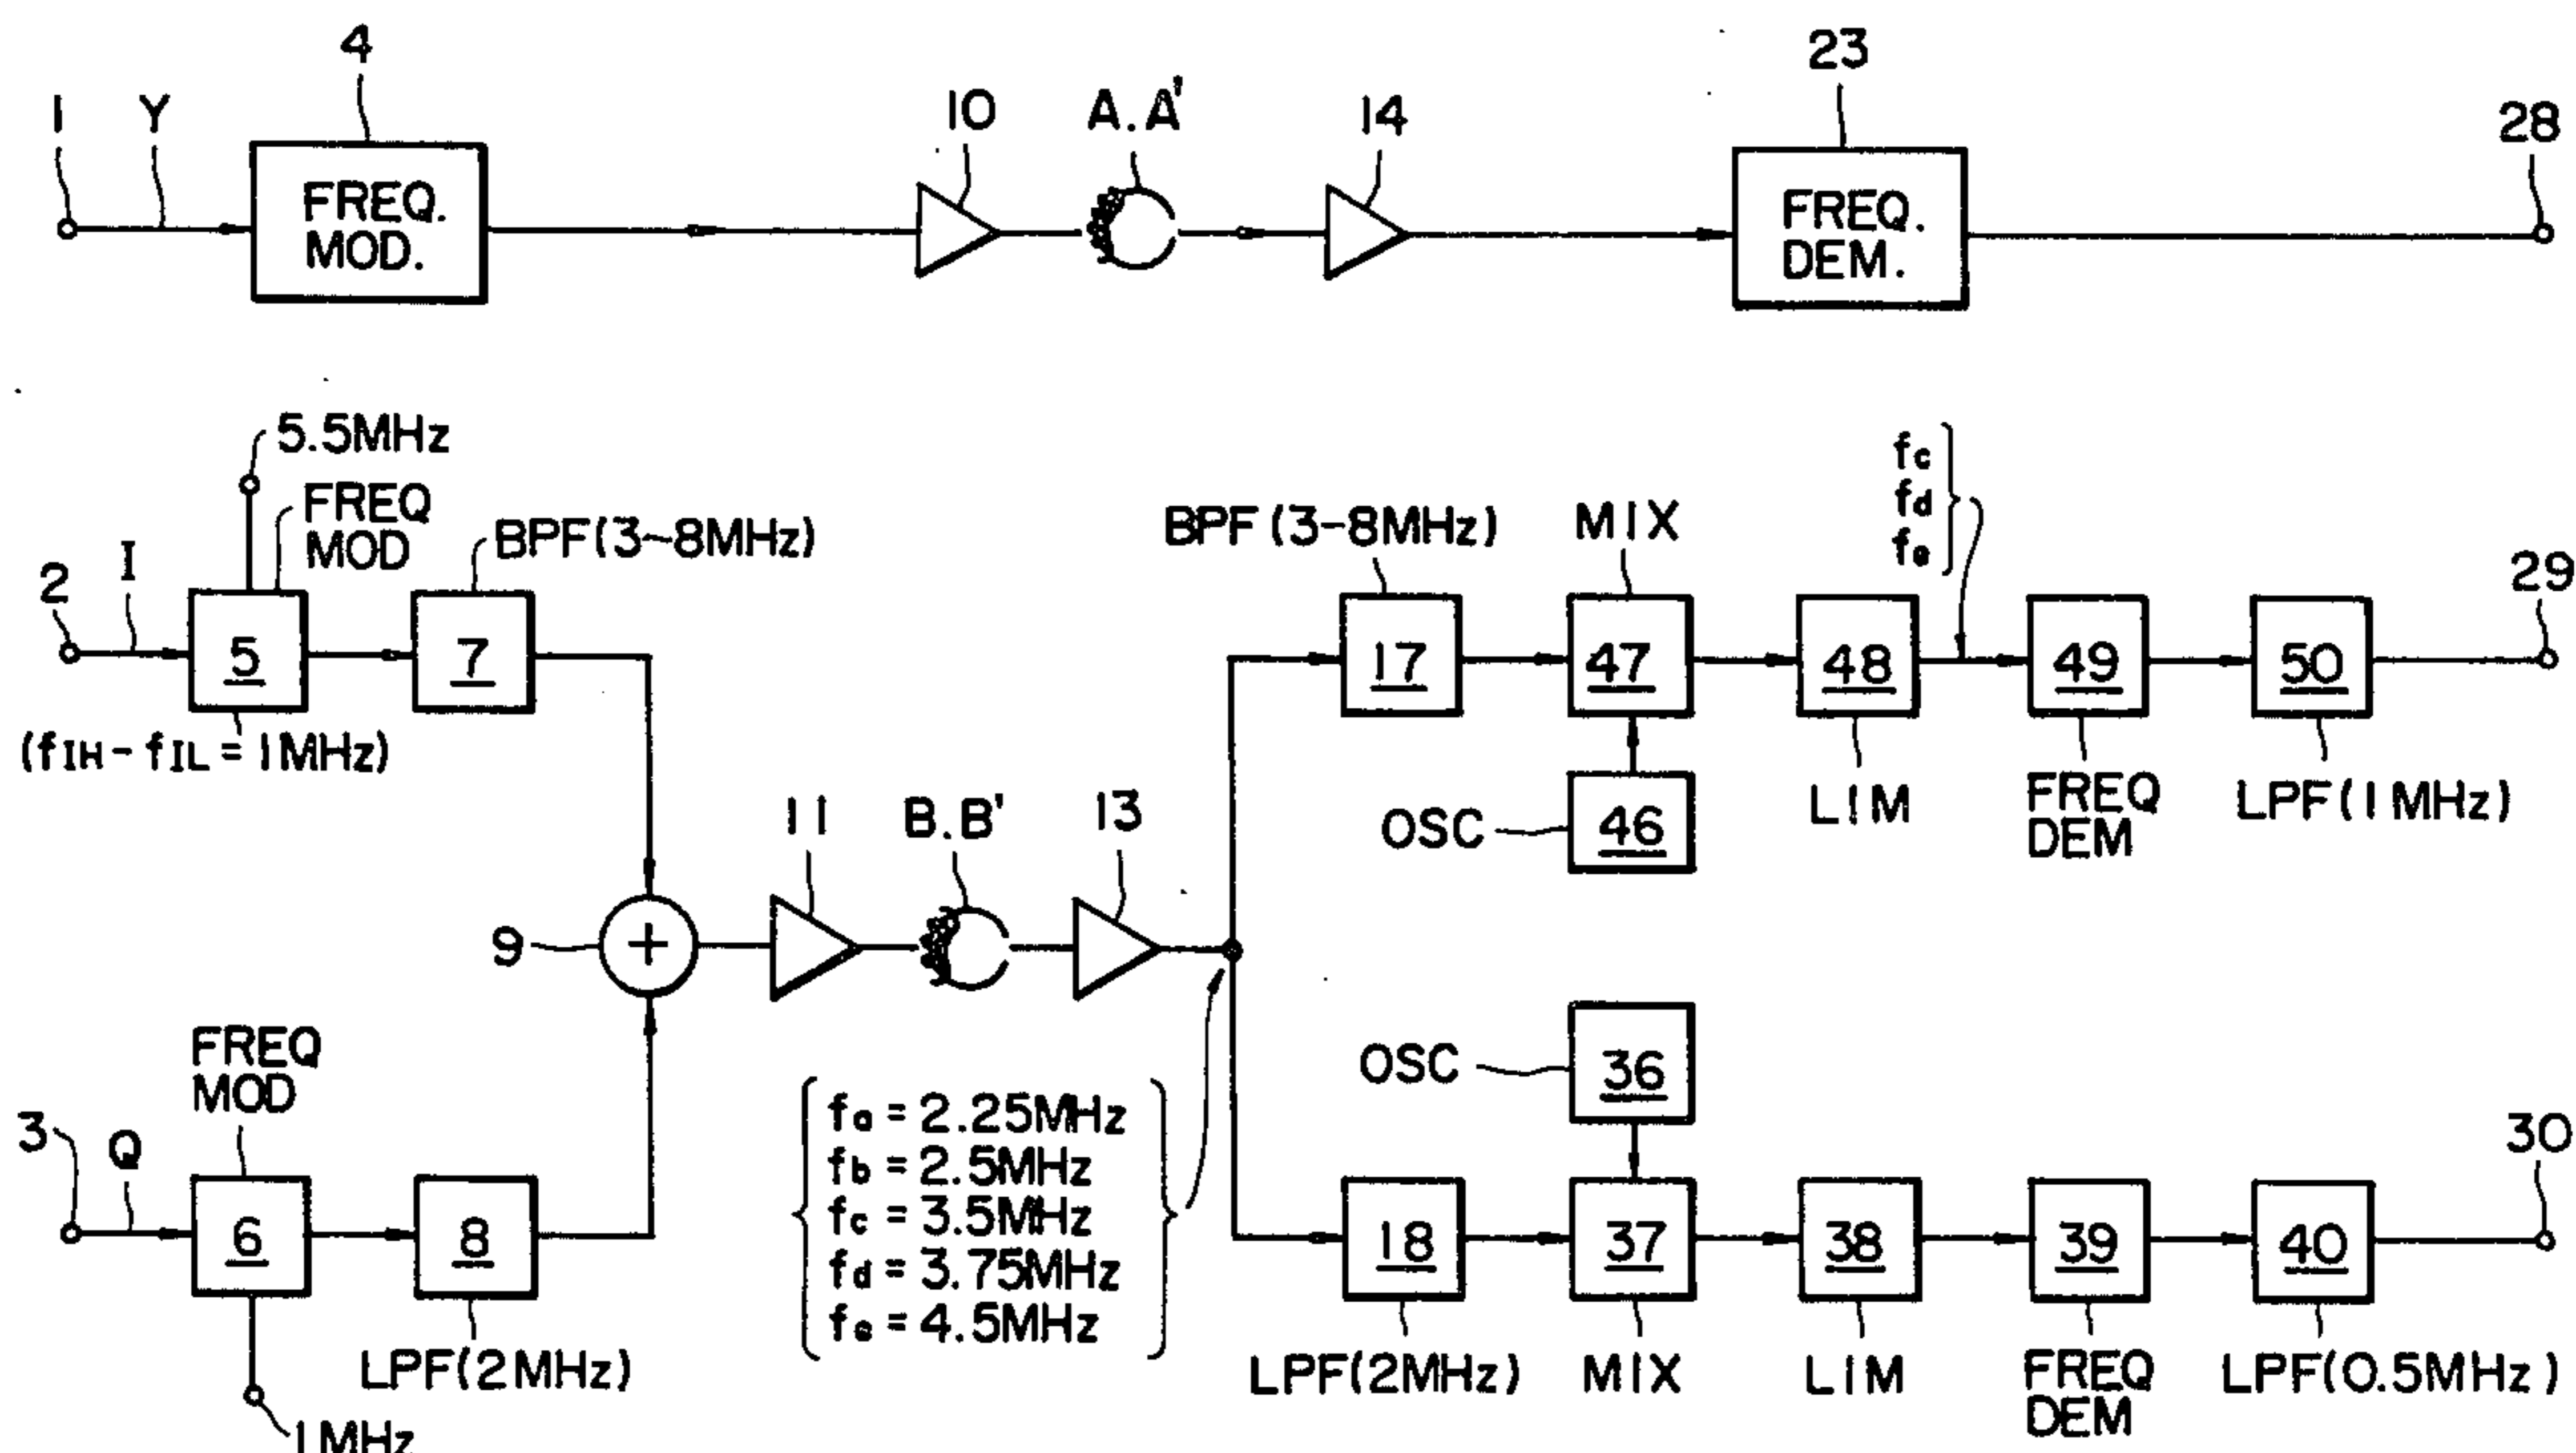 4
23
1
Y
10
A.A'
14
28
FREQ.
MOD.
FREQ.
DEM.
5.5MHz
FREQ
MOD
BPF(3~8MHz)
2
I
5
7
(fIH - fIL = 1MHz)
BPF(3-8MHz)
MIX
fc
fd
fe
29
17
47
48
49
50
OSC
46
LIM
FREQ
DEM
LPF(1MHz)
9
+
11
B.B'
13
FREQ
MOD
3
Q
6
8
LPF(2MHz)
1MHz
fa = 2.25MHz
fb = 2.5MHz
fc = 3.5MHz
fd = 3.75MHz
fe = 4.5MHz
OSC
36
30
18
37
38
39
40
LPF(2MHz)
MIX
LIM
FREQ
DEM
LPF(0.5MHz)